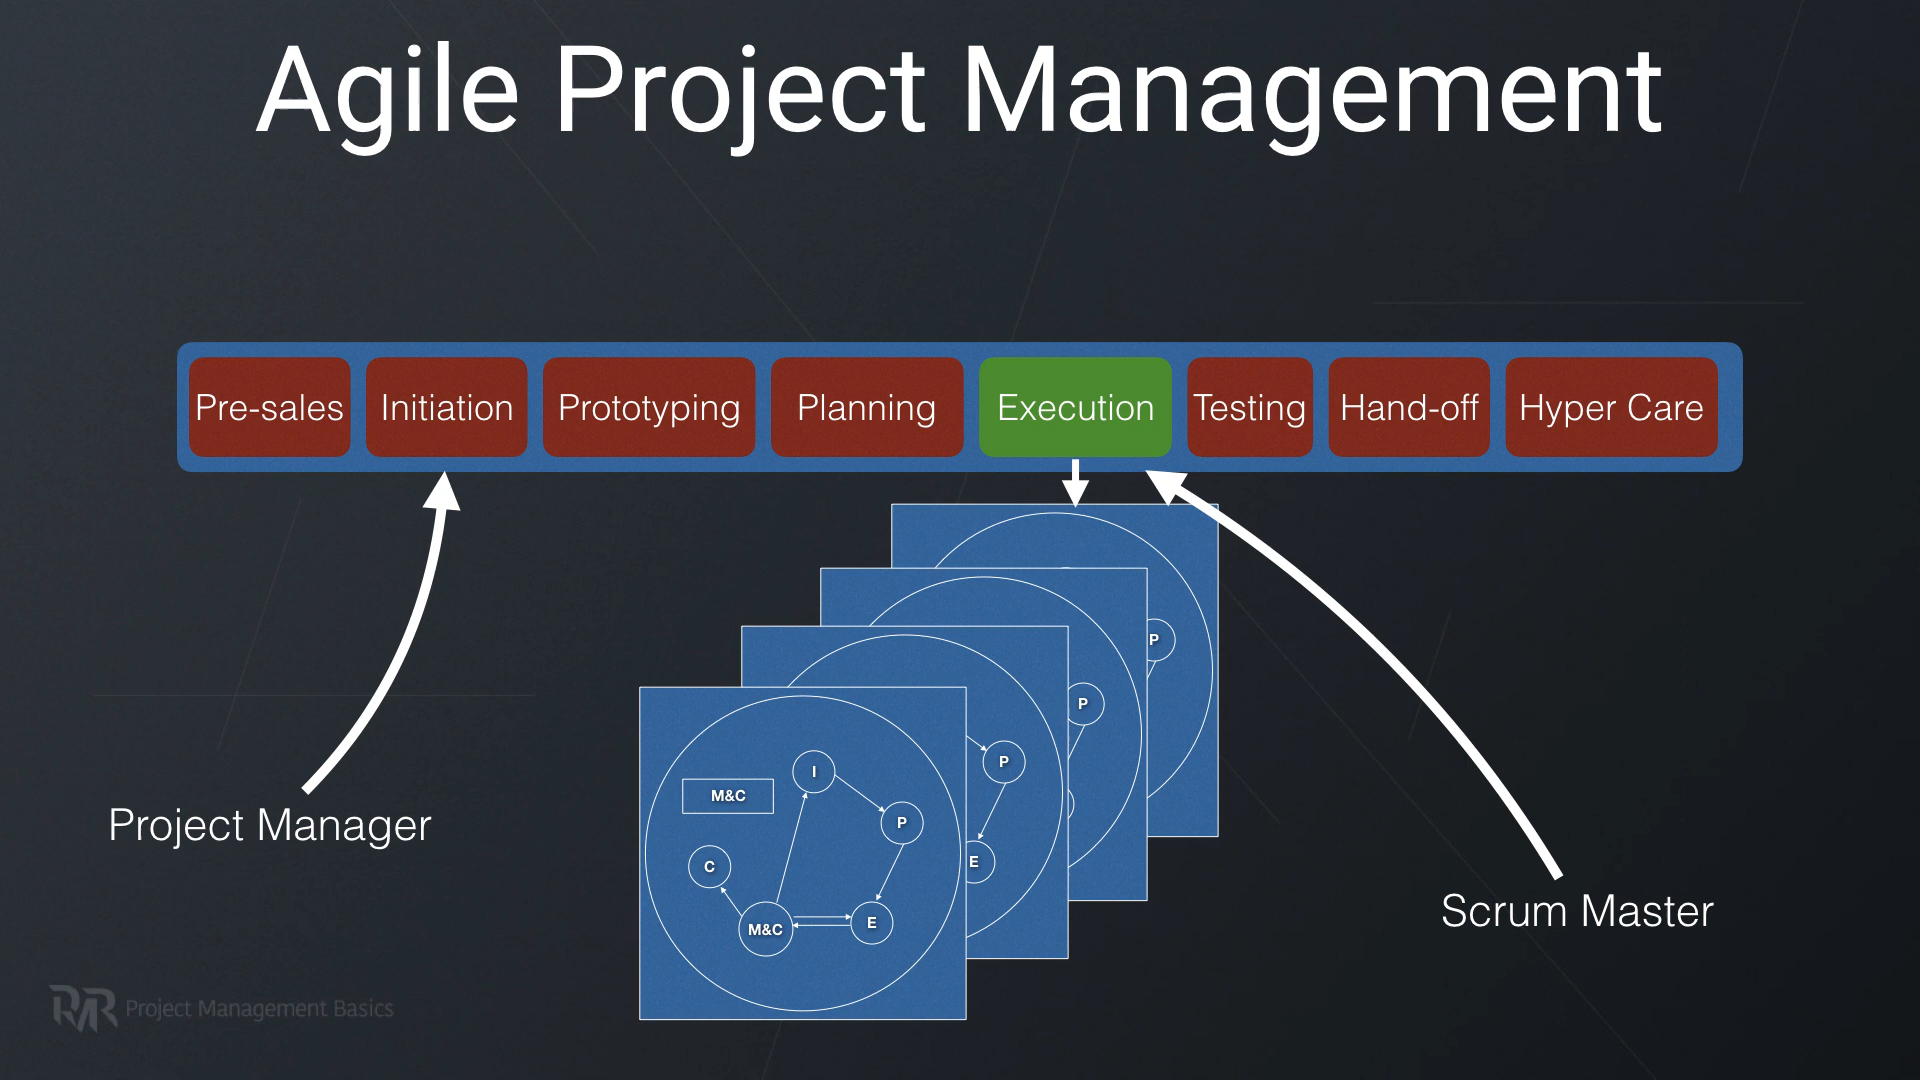 Agile Project Management
Pre-sales Initiation Prototyping Planning Execution Testing Hand-off Hyper Care
P
P
P
E
I
M&C
P
C
M&C
E
Project Manager
Scrum Master
PMR Project Management Basics